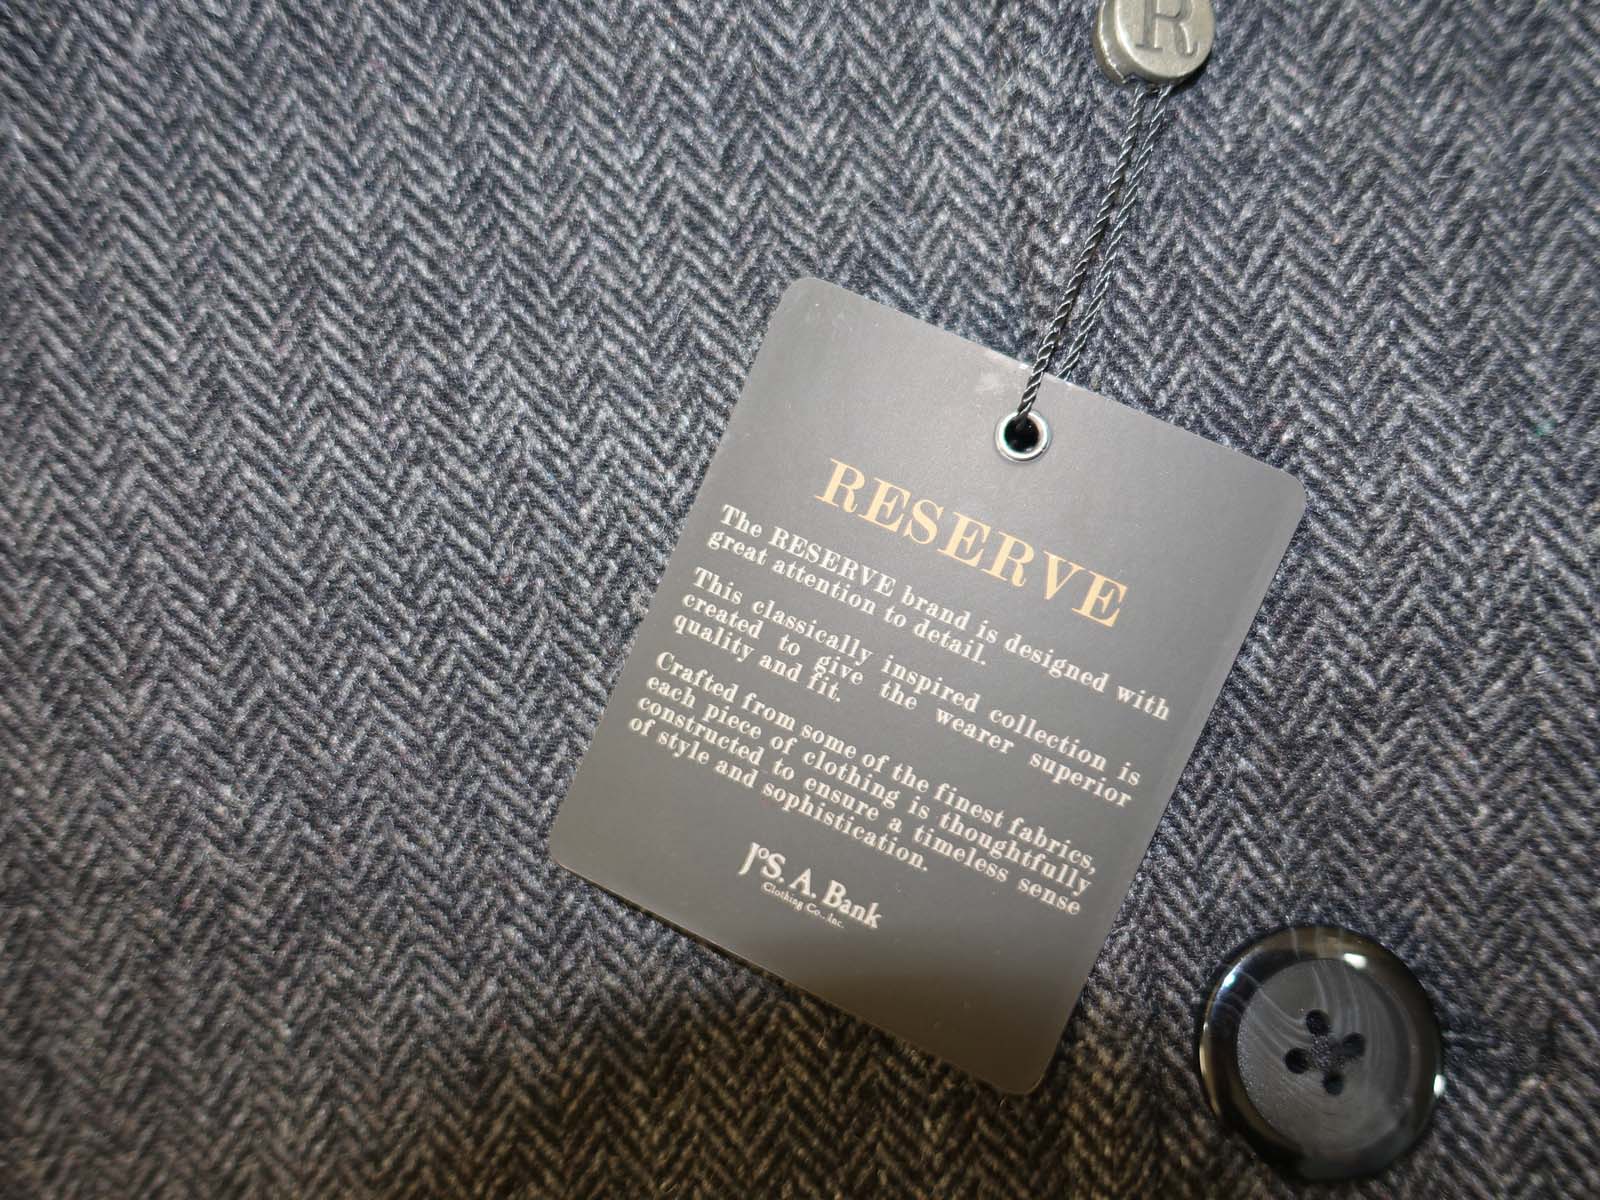 R
RESERVE
The RESERVE brand is designed with
great attention to detail.
This classically inspired collection is
created to give the wearer superior
quality and fit.
Crafted from some of the finest fabrics,
each piece of clothing is thoughtfully
constructed to ensure a timeless sense
of style and sophistication.
JoS. A. Bank
Clothing Co., Inc.